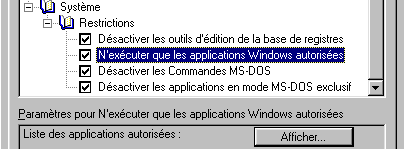 Système
Restrictions
Désactiver les outils d'édition de la base de registres
N'exécuter que les applications Windows autorisées
Désactiver les Commandes MS-DOS
Désactiver les applications en mode MS-DOS exclusif
Paramètres pour N'exécuter que les applications Windows autorisées
Liste des applications autorisées : Afficher...